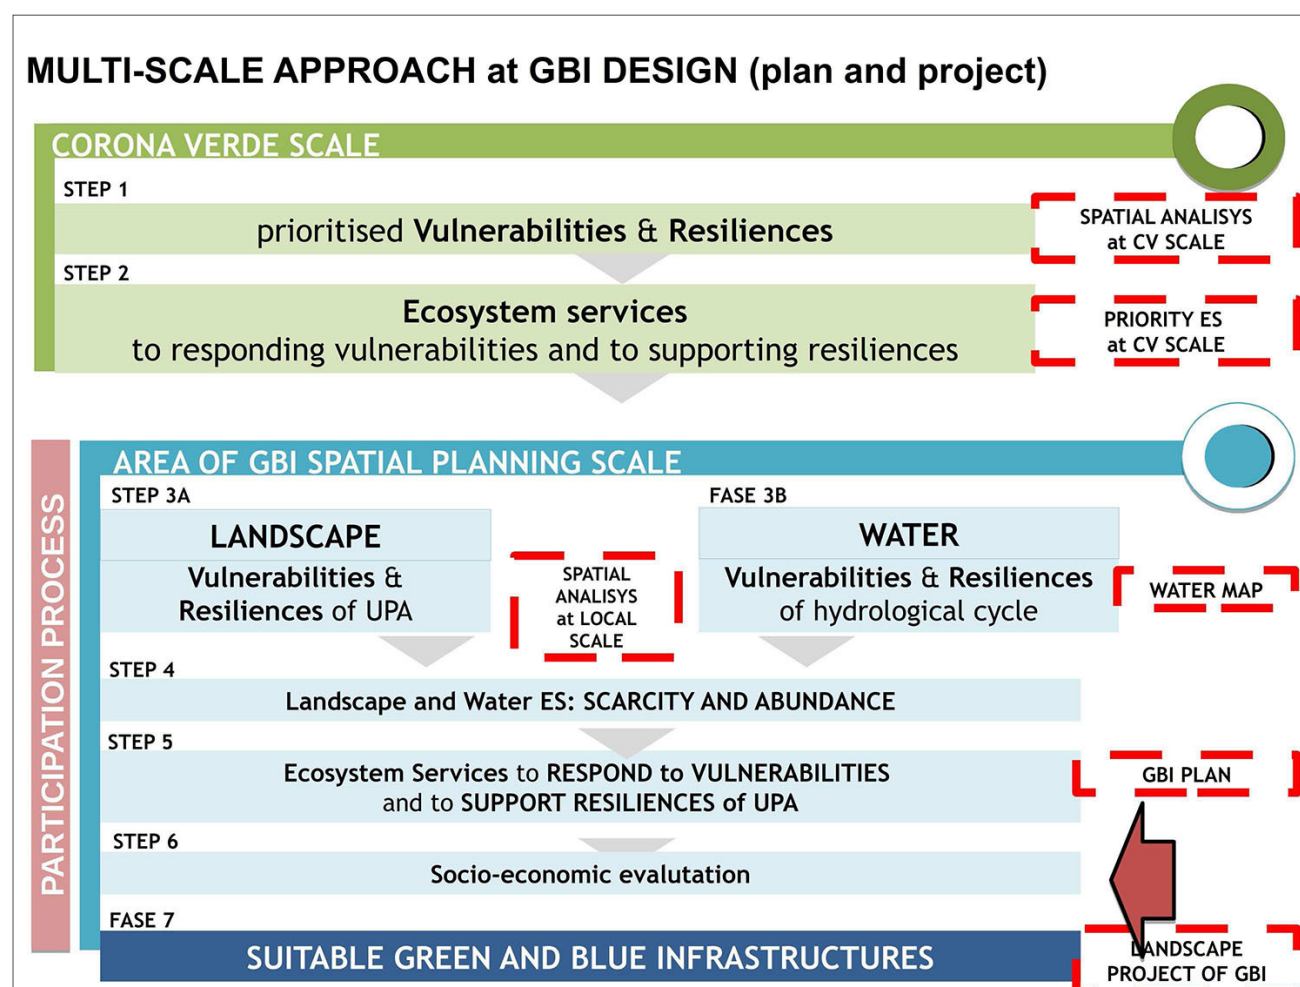 MULTI-SCALE APPROACH at GBI DESIGN (plan and project)
CORONA VERDE SCALE
STEP 1
prioritised Vulnerabilities & Resiliences
SPATIAL ANALISYS
at CV SCALE
STEP 2
Ecosystem services
to responding vulnerabilities and to supporting resiliences
PRIORITY ES
at CV SCALE
PARTICIPATION PROCESS
AREA OF GBI SPATIAL PLANNING SCALE
STEP 3A
LANDSCAPE
Vulnerabilities &
Resiliences of UPA
SPATIAL
ANALISYS
at LOCAL
SCALE
FASE 3B
WATER
Vulnerabilities & Resiliences
of hydrological cycle
WATER MAP
STEP 4
Landscape and Water ES: SCARCITY AND ABUNDANCE
STEP 5
Ecosystem Services to RESPOND to VULNERABILITIES
and to SUPPORT RESILIENCES of UPA
GBI PLAN
STEP 6
Socio-economic evalutation
FASE 7
SUITABLE GREEN AND BLUE INFRASTRUCTURES
LANDSCAPE
PROJECT OF GBI